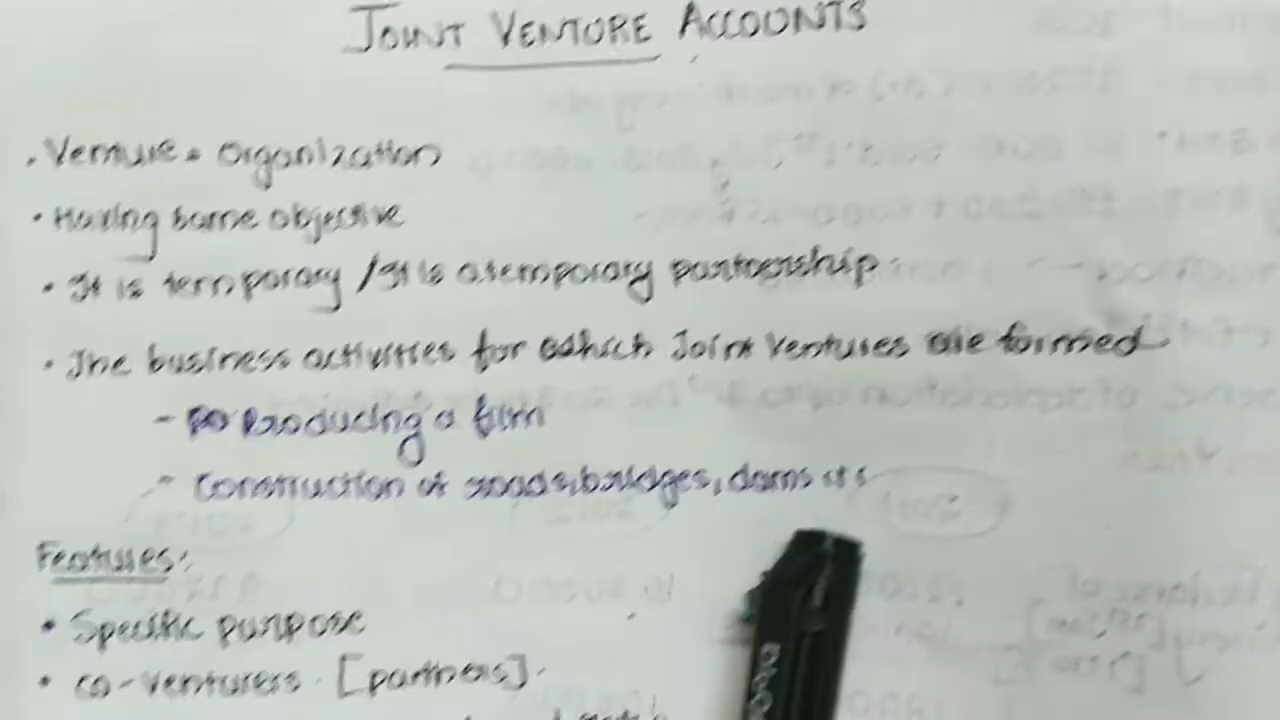 JOINT VENTURE ACCOUNTS
• Venture = Organization
• Having some objective
• It is temporary / It is a temporary partnership.
• The business activities for which Joint ventures are formed.
- Producing a film
- Construction of roads, bridges, dams etc
Features:
• Specific purpose
• co-venturers. [partners].